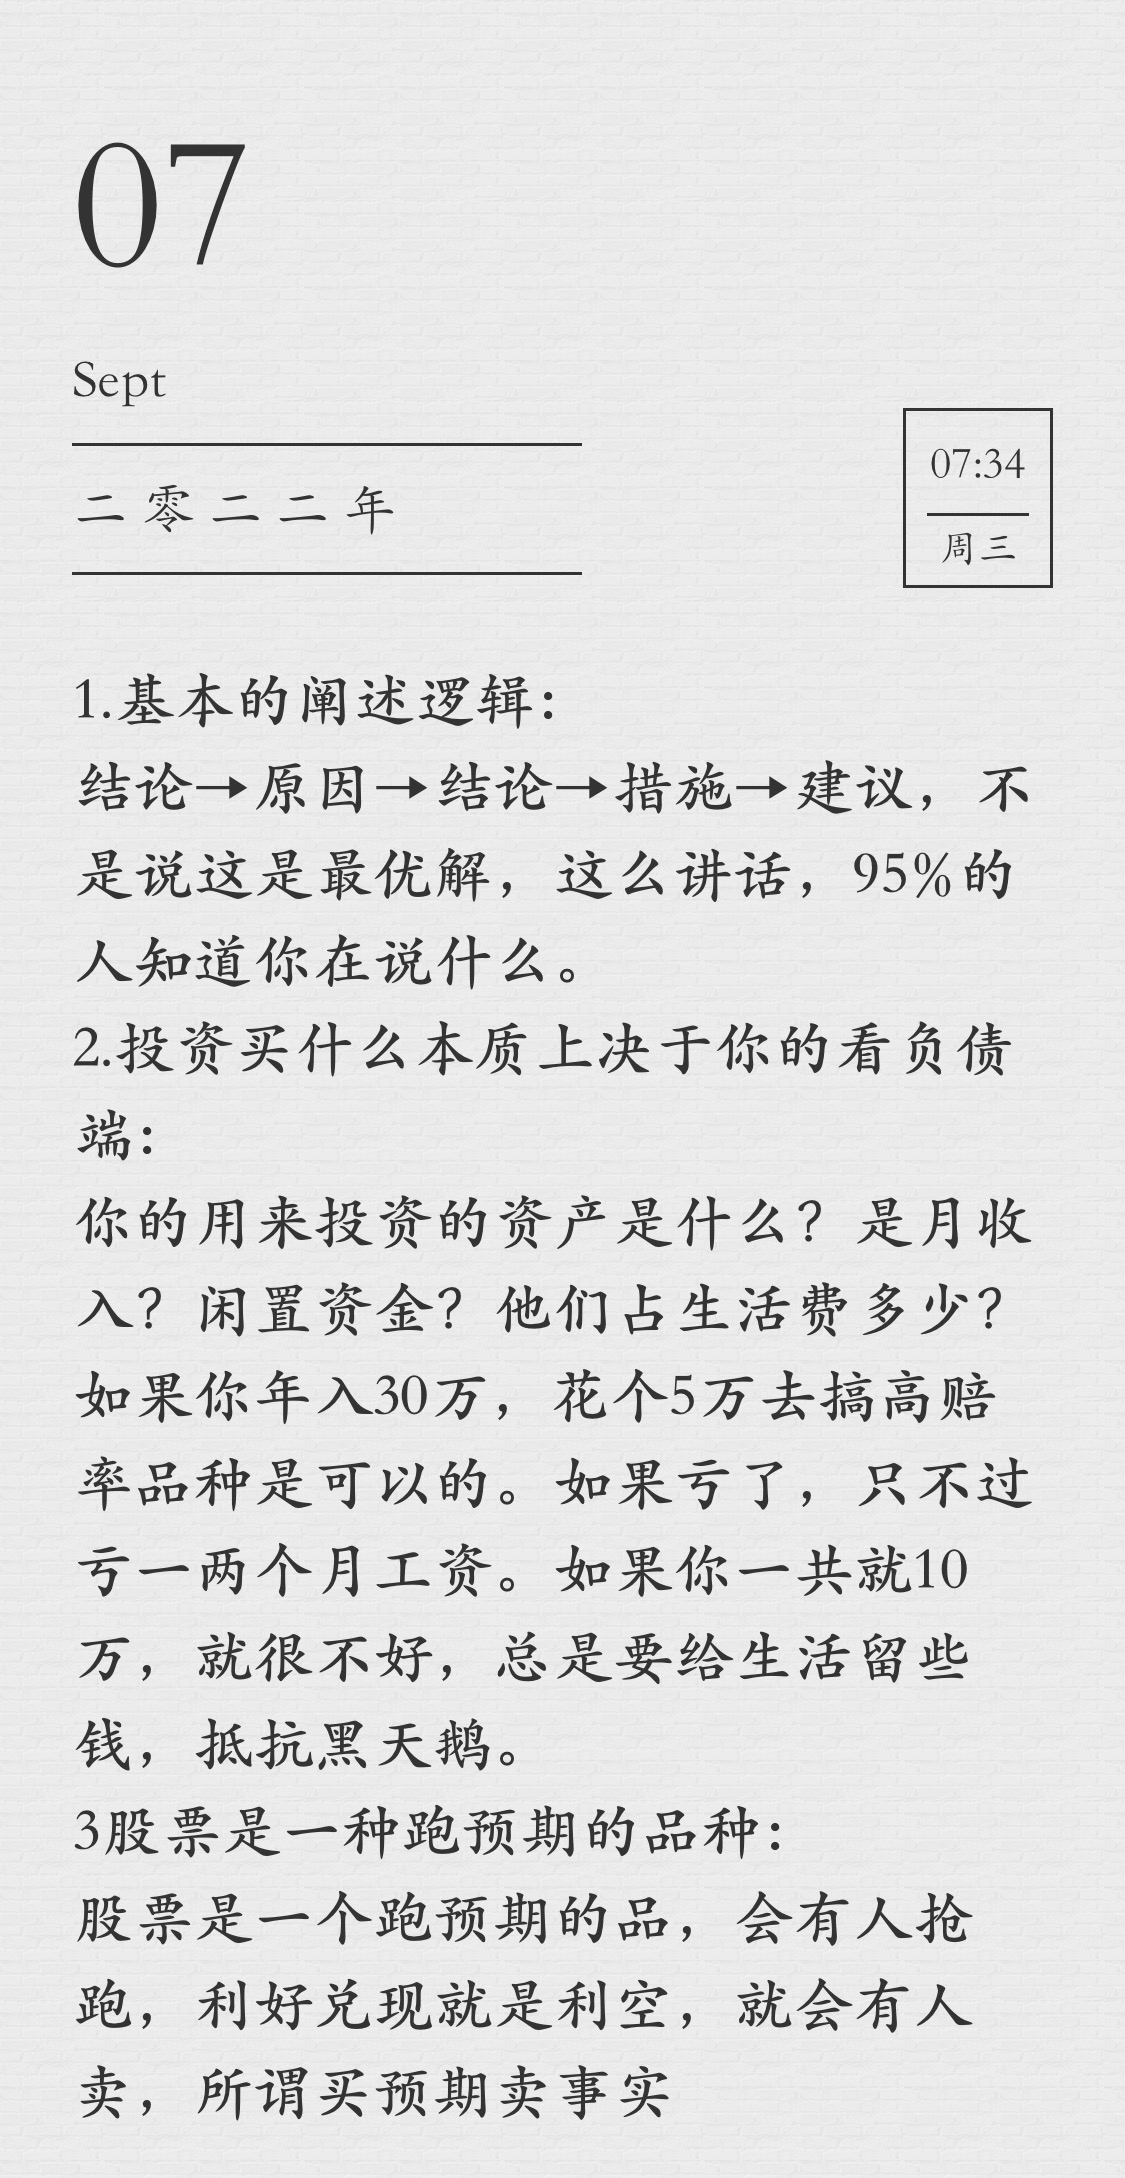 07
Sept
二零二二年
07:34
周三
1.基本的阐述逻辑：
结论→原因→结论→措施→建议，不
是说这是最优解，这么讲话，95%的
人知道你在说什么。
2.投资买什么本质上决于你的看负债
端：
你的用来投资的资产是什么？是月收
入？闲置资金？他们占生活费多少？
如果你年入30万，花个5万去搞高赔
率品种是可以的。如果亏了，只不过
亏一两个月工资。如果你一共就10
万，就很不好，总是要给生活留些
钱，抵抗黑天鹅。
3股票是一种跑预期的品种：
股票是一个跑预期的品，会有人抢
跑，利好兑现就是利空，就会有人
卖，所谓买预期卖事实